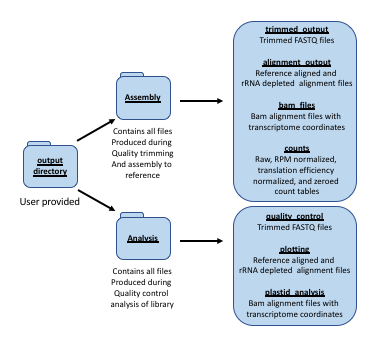 output
directory
User provided
Assembly
Contains all files
Produced during
Quality trimming
And assembly to
reference
Analysis
Contains all files
Produced during
Quality control
analysis of library
trimmed_output
Trimmed FASTQ files
alignment_output
Reference aligned and
rRNA depleted alignment files
bam_files
Bam alignment files with
transcriptome coordinates
counts
Raw, RPM normalized,
translation efficiency
normalized, and zeroed
count tables
quality_control
Trimmed FASTQ files
plotting
Reference aligned and
rRNA depleted alignment files
plastid_analysis
Bam alignment files with
transcriptome coordinates